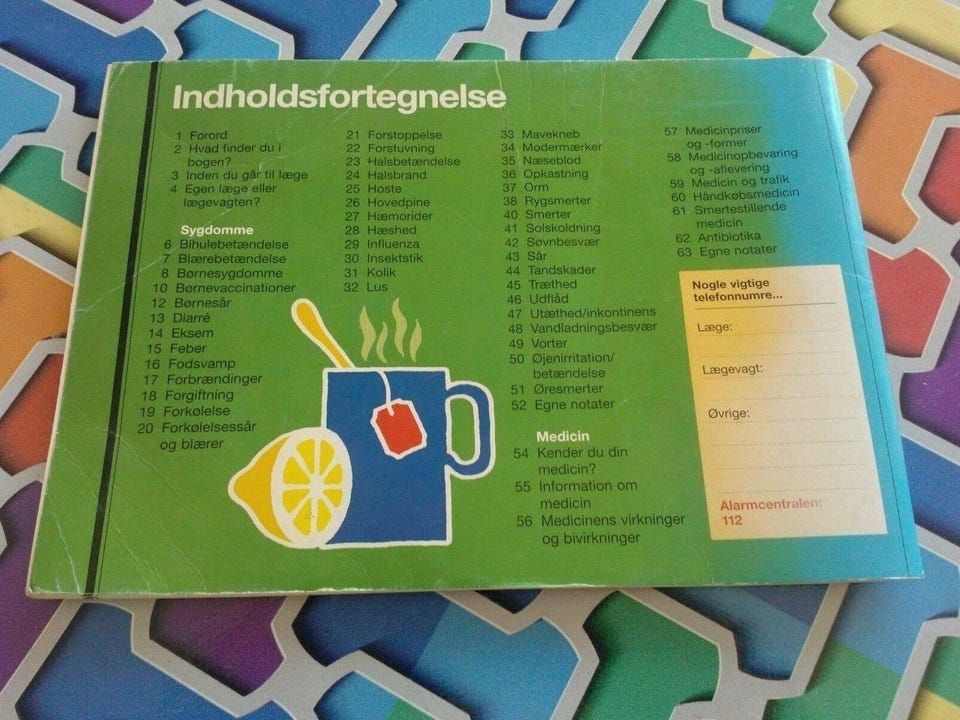 Indholdsfortegnelse
1 Forord
2 Hvad finder du i
bogen?
3 Inden du går til læge
4 Egen læge eller
lægevagten?
Sygdomme
6 Bihulebetændelse
7 Blærebetændelse
8 Børnesygdomme
10 Børnevaccinationer
12 Børnesår
13 Diarré
14 Eksem
15 Feber
16 Fodsvamp
17 Forbrændinger
18 Forgiftning
19 Forkølelse
20 Forkølelsessår
og blærer
21 Forstoppelse
22 Forstuvning
23 Halsbetændelse
24 Halsbrand
25 Hoste
26 Hovedpine
27 Hæmorider
28 Hæshed
29 Influenza
30 Insektstik
31 Kolik
32 Lus
33 Mavekneb
34 Modermærker
35 Næseblod
36 Opkastning
37 Orm
38 Rygsmerter
40 Smerter
41 Solskoldning
42 Søvnbesvær
43 Sår
44 Tandskader
45 Træthed
46 Udflåd
47 Utæthed/inkontinens
48 Vandladningsbesvær
49 Vorter
50 Øjenirritation/
betændelse
51 Øresmerter
52 Egne notater
Medicin
54 Kender du din
medicin?
55 Information om
medicin
56 Medicinens virkninger
og bivirkninger
57 Medicinpriser
og -former
58 Medicinopbevaring
og -aflevering
59 Medicin og trafik
60 Håndkøbsmedicin
61 Smertestillende
medicin
62 Antibiotika
63 Egne notater
Nogle vigtige
telefonnumre...
Læge:
Lægevagt:
Øvrige:
Alarmcentralen:
112